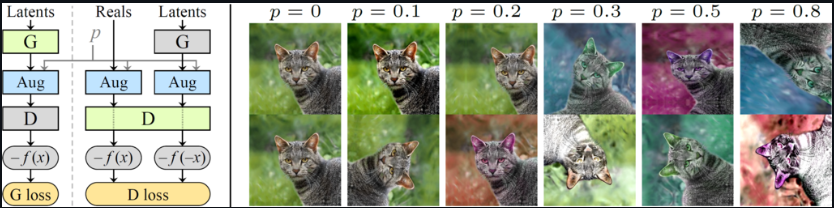 Latents Reals Latents
G G
p
Aug Aug Aug
D D
−f(x) −f(x) −f(−x)
G loss D loss
p = 0 p = 0.1 p = 0.2 p = 0.3 p = 0.5 p = 0.8